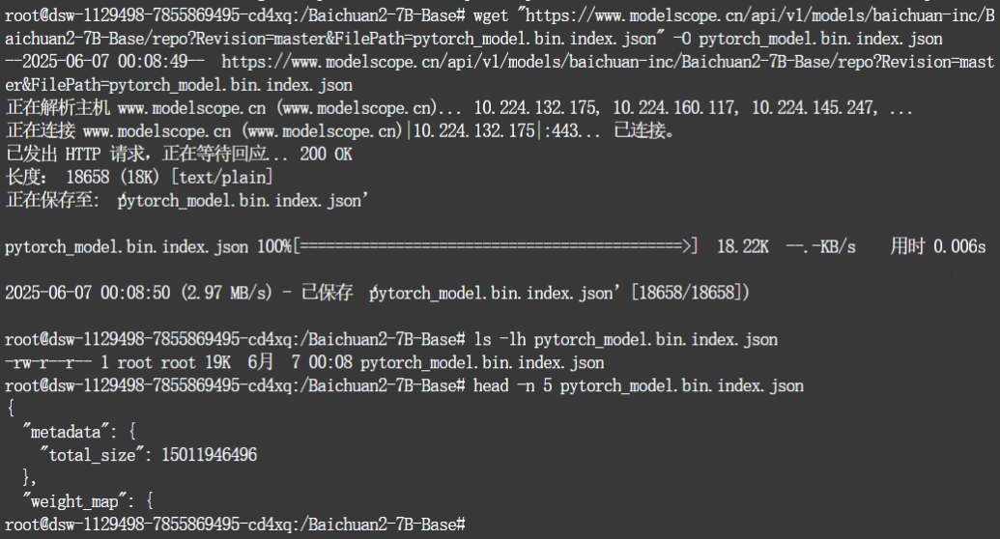 root@dsw-1129498-7855869495-cd4xq:/Baichuan2-7B-Base# wget "https://www.modelscope.cn/api/v1/models/baichuan-inc/B
aichuan2-7B-Base/repo?Revision=master&FilePath=pytorch_model.bin.index.json" -O pytorch_model.bin.index.json
--2025-06-07 00:08:49--  https://www.modelscope.cn/api/v1/models/baichuan-inc/Baichuan2-7B-Base/repo?Revision=mast
er&FilePath=pytorch_model.bin.index.json
正在解析主机 www.modelscope.cn (www.modelscope.cn)... 10.224.132.175, 10.224.160.117, 10.224.145.247, ...
正在连接 www.modelscope.cn (www.modelscope.cn)|10.224.132.175|:443... 已连接。
已发出 HTTP 请求，正在等待回应... 200 OK
长度： 18658 (18K) [text/plain]
正在保存至: ‘pytorch_model.bin.index.json’
pytorch_model.bin.index.json 100%[===========================================>]  18.22K  --.-KB/s    用时 0.006s
2025-06-07 00:08:50 (2.97 MB/s) - 已保存 ‘pytorch_model.bin.index.json’ [18658/18658])
root@dsw-1129498-7855869495-cd4xq:/Baichuan2-7B-Base# ls -lh pytorch_model.bin.index.json
-rw-r--r-- 1 root root 19K  6月  7 00:08 pytorch_model.bin.index.json
root@dsw-1129498-7855869495-cd4xq:/Baichuan2-7B-Base# head -n 5 pytorch_model.bin.index.json
{
  "metadata": {
    "total_size": 15011946496
  },
  "weight_map": {
root@dsw-1129498-7855869495-cd4xq:/Baichuan2-7B-Base#